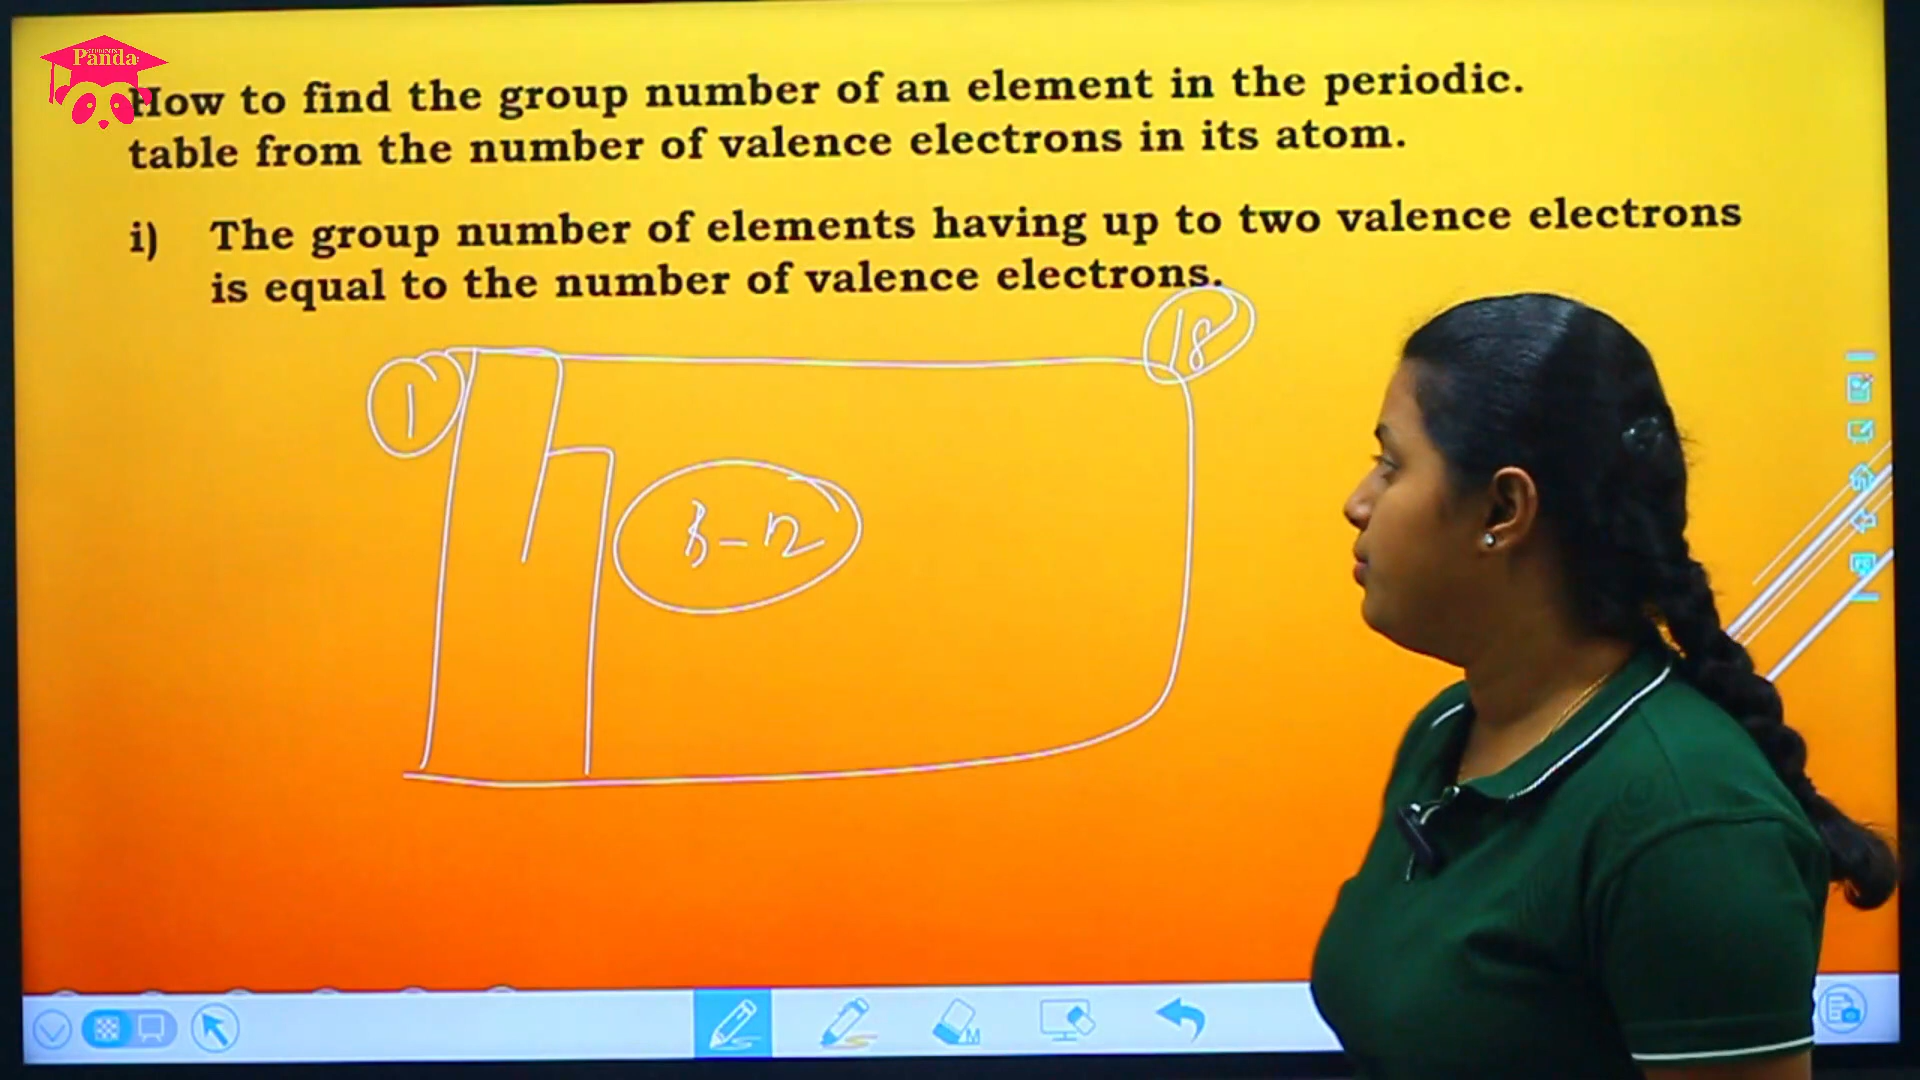 STUDENTS
Panda
How to find the group number of an element in the periodic.
table from the number of valence electrons in its atom.
i) The group number of elements having up to two valence electrons
is equal to the number of valence electrons.
18
1
3-12
M